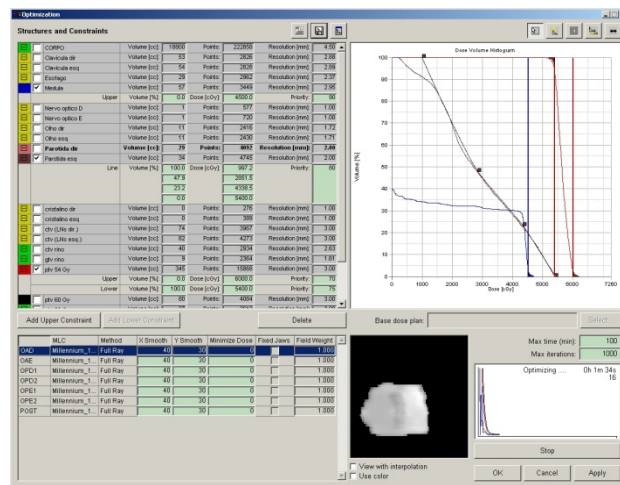 Optimization
Structures and Constraints
CORPO Volume [cc]: 18800 Points: 222858 Resolution [mm]: 4.50
Clavicula dir Volume [cc]: 53 Points: 2626 Resolution [mm]: 2.88
Clavicula esq Volume [cc]: 54 Points: 2628 Resolution [mm]: 2.89
Esofago Volume [cc]: 29 Points: 2962 Resolution [mm]: 2.37
Medula Volume [cc]: 57 Points: 3449 Resolution [mm]: 2.95
Upper Volume [%]: 0.0 Dose [cGy]: 4500.0 Priority: 90
Nervo optico D Volume [cc]: 1 Points: 577 Resolution [mm]: 1.00
Nervo optico E Volume [cc]: 1 Points: 720 Resolution [mm]: 1.00
Olho dir Volume [cc]: 11 Points: 2416 Resolution [mm]: 1.72
Olho esq Volume [cc]: 11 Points: 2430 Resolution [mm]: 1.71
Parotida dir Volume [cc]: 29 Points: 4092 Resolution [mm]: 2.00
Parotida esq Volume [cc]: 34 Points: 4745 Resolution [mm]: 2.00
Line Volume [%]: 100.0 Dose [cGy]: 997.2 Priority: 80
47.9 2851.5
23.2 4338.5
0.0 5400.0
cristalino dir Volume [cc]: 0 Points: 276 Resolution [mm]: 1.00
cristalino esq Volume [cc]: 0 Points: 389 Resolution [mm]: 1.00
ctv (LNs dir.) Volume [cc]: 74 Points: 3967 Resolution [mm]: 3.00
ctv (LNs esq.) Volume [cc]: 82 Points: 4273 Resolution [mm]: 3.00
ctv rino Volume [cc]: 40 Points: 2934 Resolution [mm]: 2.63
gtv rino Volume [cc]: 9 Points: 2364 Resolution [mm]: 1.81
ptv 54 Gy Volume [cc]: 345 Points: 15868 Resolution [mm]: 3.00
Upper Volume [%]: 0.0 Dose [cGy]: 6000.0 Priority: 70
Lower Volume [%]: 100.0 Dose [cGy]: 5400.0 Priority: 75
ptv 60 Gy Volume [cc]: 88 Points: 4084 Resolution [mm]: 3.00
Dose Volume Histogram
100
90
80
70
60
50
40
30
20
10
0
Volume [%]
0 1000 2000 3000 4000 5000 6000 7200
Dose [cGy]
Add Upper Constraint Add Lower Constraint Delete Base dose plan: Select...
MLC Method X Smooth Y Smooth Minimize Dose Fixed Jaws Field Weight
OAD Millennium_1... Full Ray 40 30 0 1.000
OAE Millennium_1... Full Ray 40 30 0 1.000
OPD1 Millennium_1... Full Ray 40 30 0 1.000
OPD2 Millennium_1... Full Ray 40 30 0 1.000
OPE1 Millennium_1... Full Ray 40 30 0 1.000
OPE2 Millennium_1... Full Ray 40 30 0 1.000
POST Millennium_1... Full Ray 40 30 0 1.000
Max time (min): 100
Max iterations: 1000
Optimizing .... 0h 1m 34s
16
Stop
View with interpolation
Use color
OK Cancel Apply